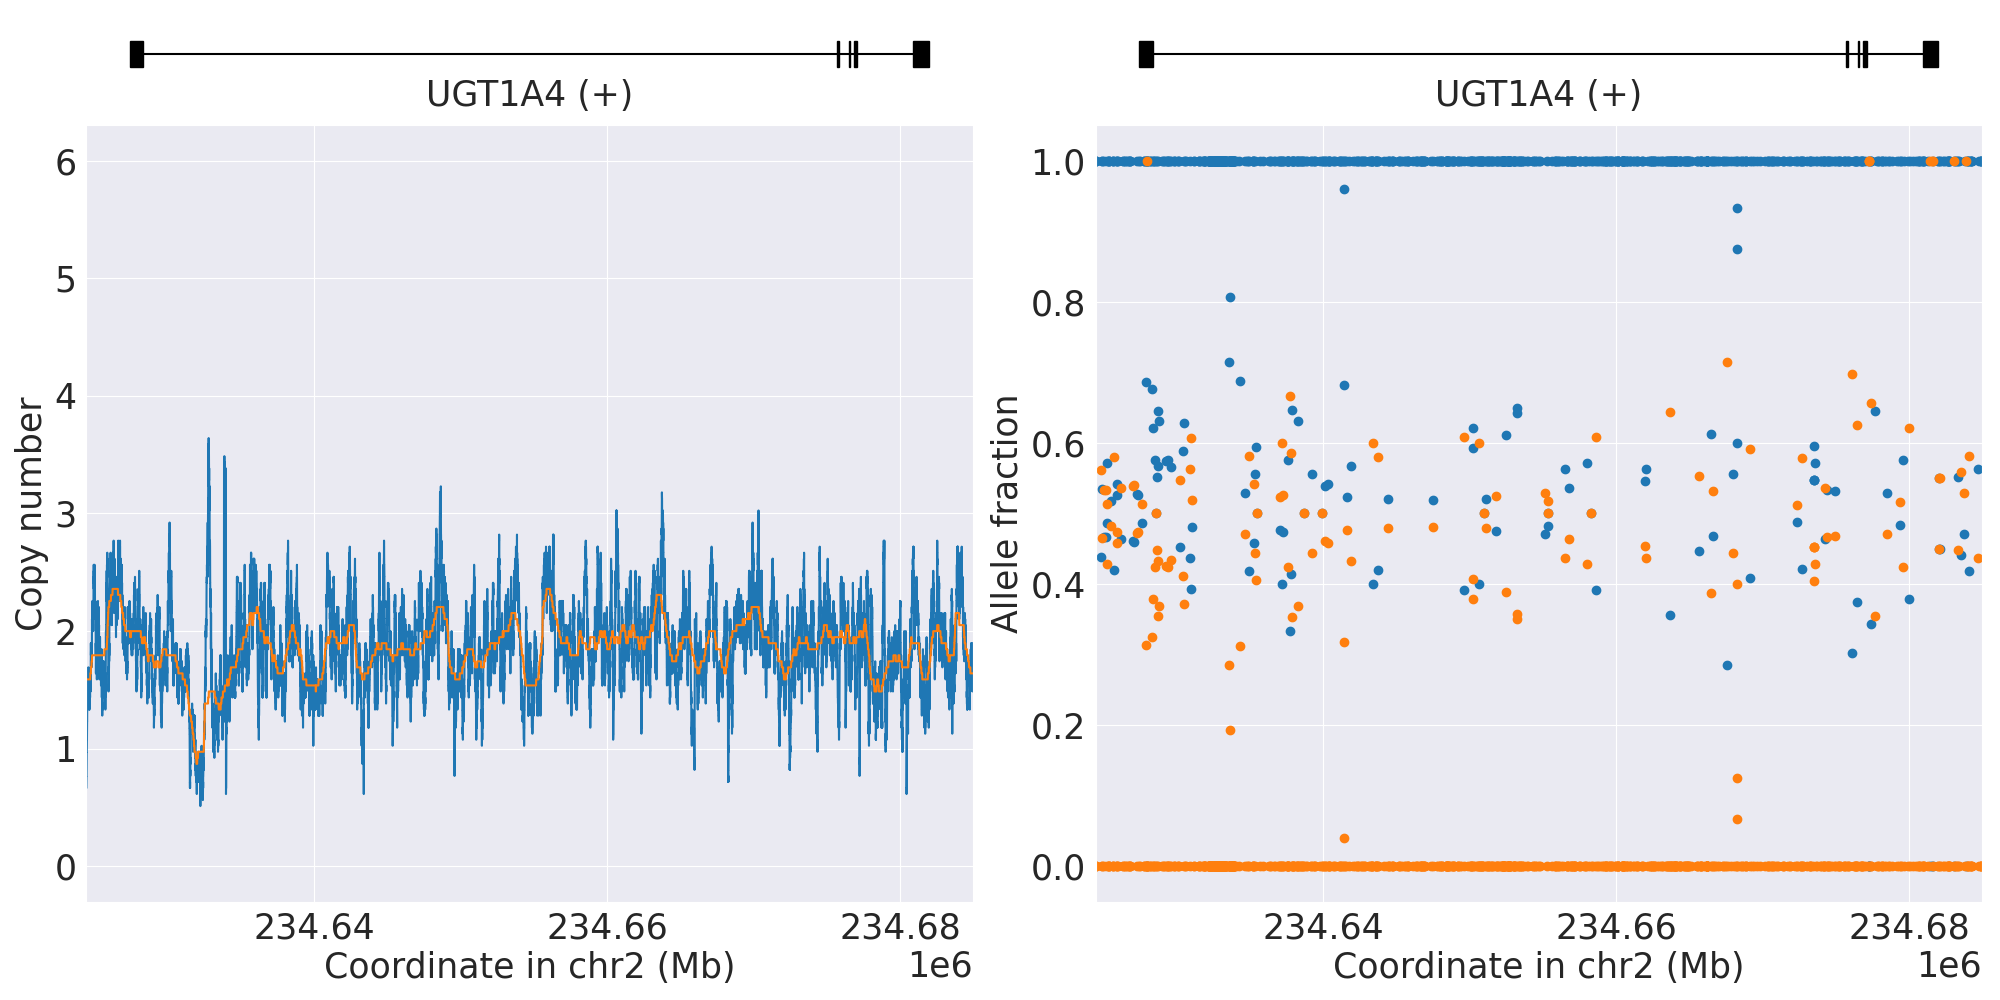 UGT1A4 (+)
6
5
4
3
2
1
0
Copy number
234.64
234.66
234.68
Coordinate in chr2 (Mb)
1e6
UGT1A4 (+)
1.0
0.8
0.6
0.4
0.2
0.0
Allele fraction
234.64
234.66
234.68
Coordinate in chr2 (Mb)
1e6